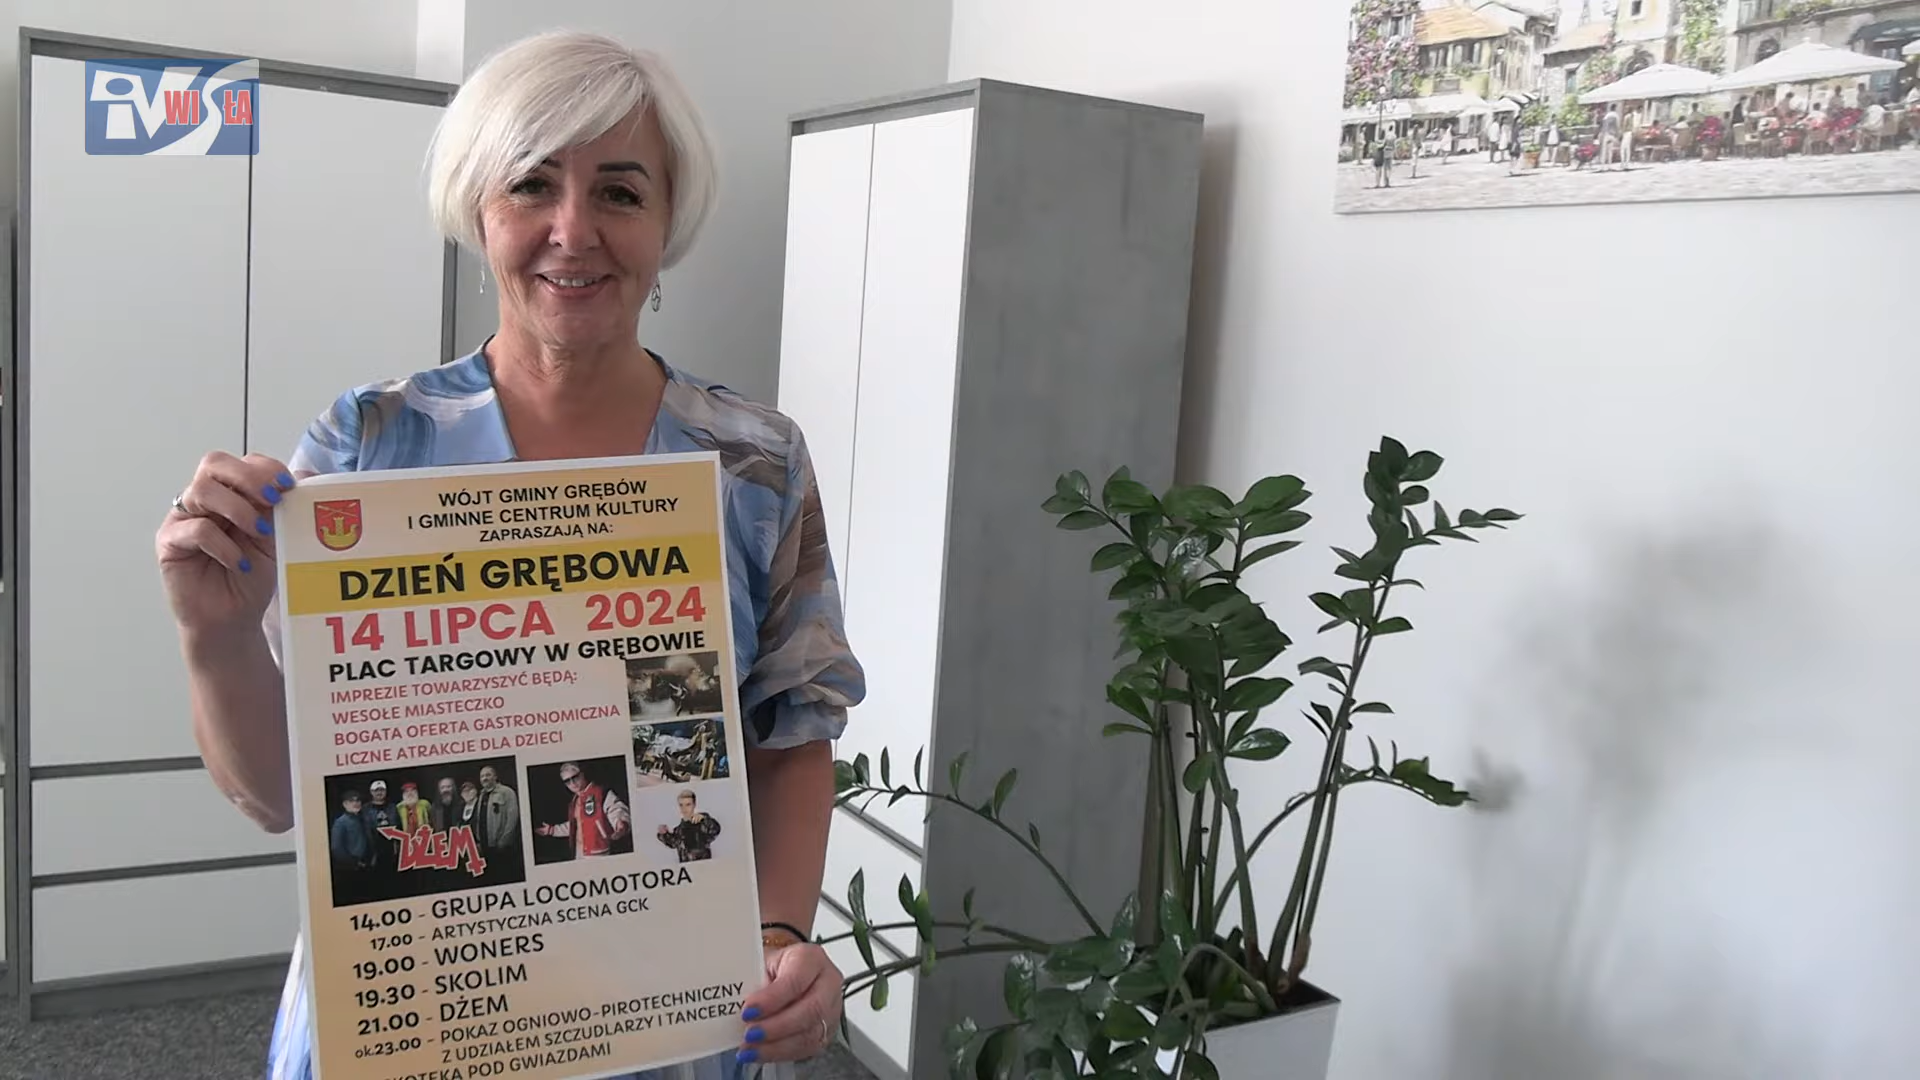 iVWISŁA
WÓJT GMINY GRĘBÓW
I GMINNE CENTRUM KULTURY
ZAPRASZAJĄ NA:
DZIEŃ GRĘBOWA
14 LIPCA 2024
PLAC TARGOWY W GRĘBOWIE
IMPREZIE TOWARZYSZYĆ BĘDĄ:
WESOŁE MIASTECZKO
BOGATA OFERTA GASTRONOMICZNA
LICZNE ATRAKCJE DLA DZIECI
DŻEM
14.00 - GRUPA LOCOMOTORA
17.00 - ARTYSTYCZNA SCENA GCK
19.00 - WONERS
19.30 - SKOLIM
21.00 - DŻEM
ok.23.00 - POKAZ OGNIOWO-PIROTECHNICZNY
Z UDZIAŁEM SZCZUDLARZY I TANCERZY
POD GWIAZDAMI